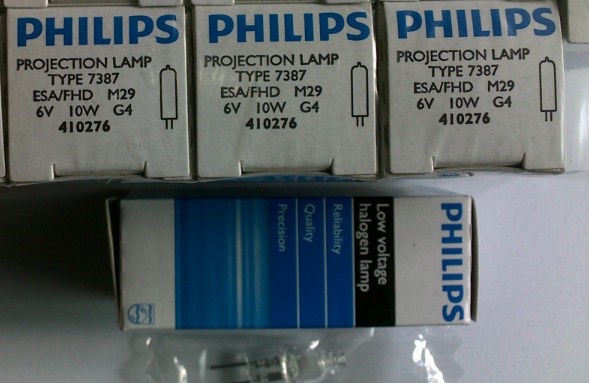 PHILIPS
PROJECTION LAMP
TYPE 7387
ESA/FHD M29
6V 10W G4
410276
PHILIPS
PROJECTION LAMP
TYPE 7387
ESA/FHD M29
6V 10W G4
410276
PHILIPS
PROJECTION LAMP
TYPE 7387
ESA/FHD M29
6V 10W G4
410276
PHILIPS
Low voltage
halogen lamp
Reliability
Quality
Precision